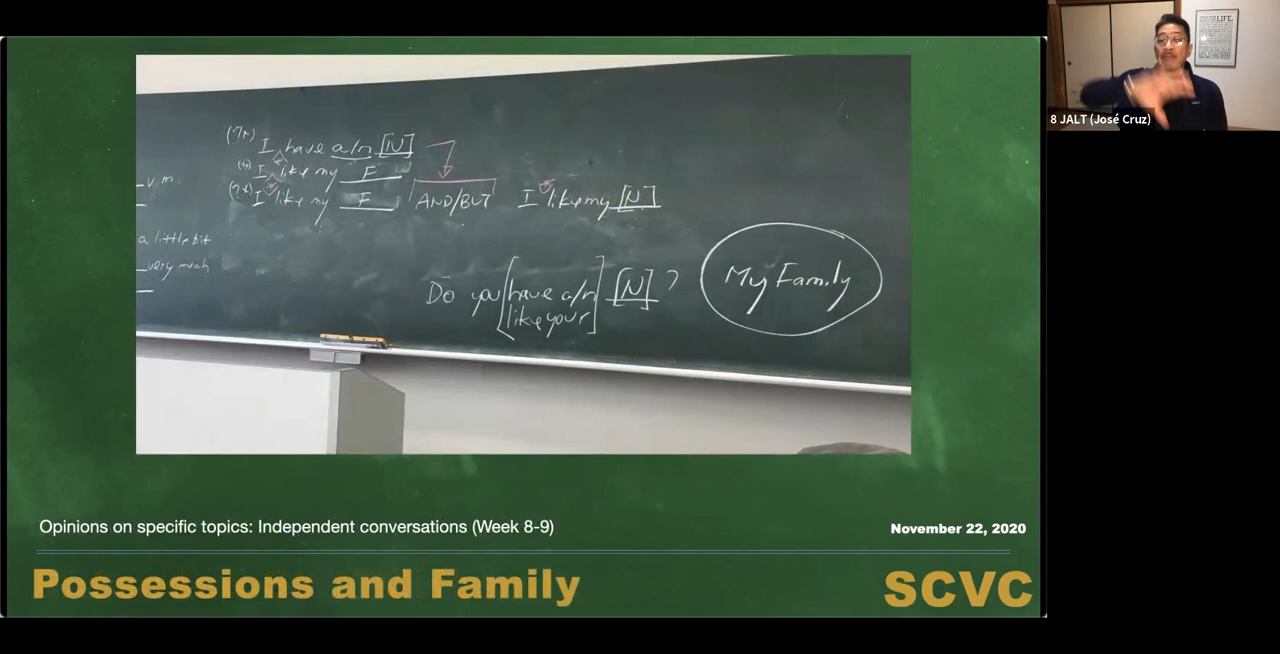 I have a/n [N]
I like my F
I like my F AND/BUT I like my [N]
v.m.
a little bit
very much
Do you [have a/n] [N]?
[like your]
My Family
Opinions on specific topics: Independent conversations (Week 8-9)
November 22, 2020
Possessions and Family
SCVC
LIFE.
8 JALT (José Cruz)